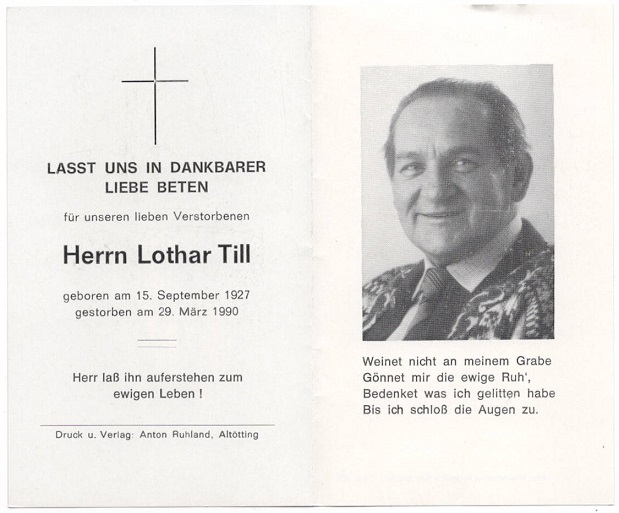 LASST UNS IN DANKBARER
LIEBE BETEN
für unseren lieben Verstorbenen
Herrn Lothar Till
geboren am 15. September 1927
gestorben am 29. März 1990
Herr laß ihn auferstehen zum
ewigen Leben !
Druck u. Verlag: Anton Ruhland, Altötting
Weinet nicht an meinem Grabe
Gönnet mir die ewige Ruh',
Bedenket was ich gelitten habe
Bis ich schloß die Augen zu.